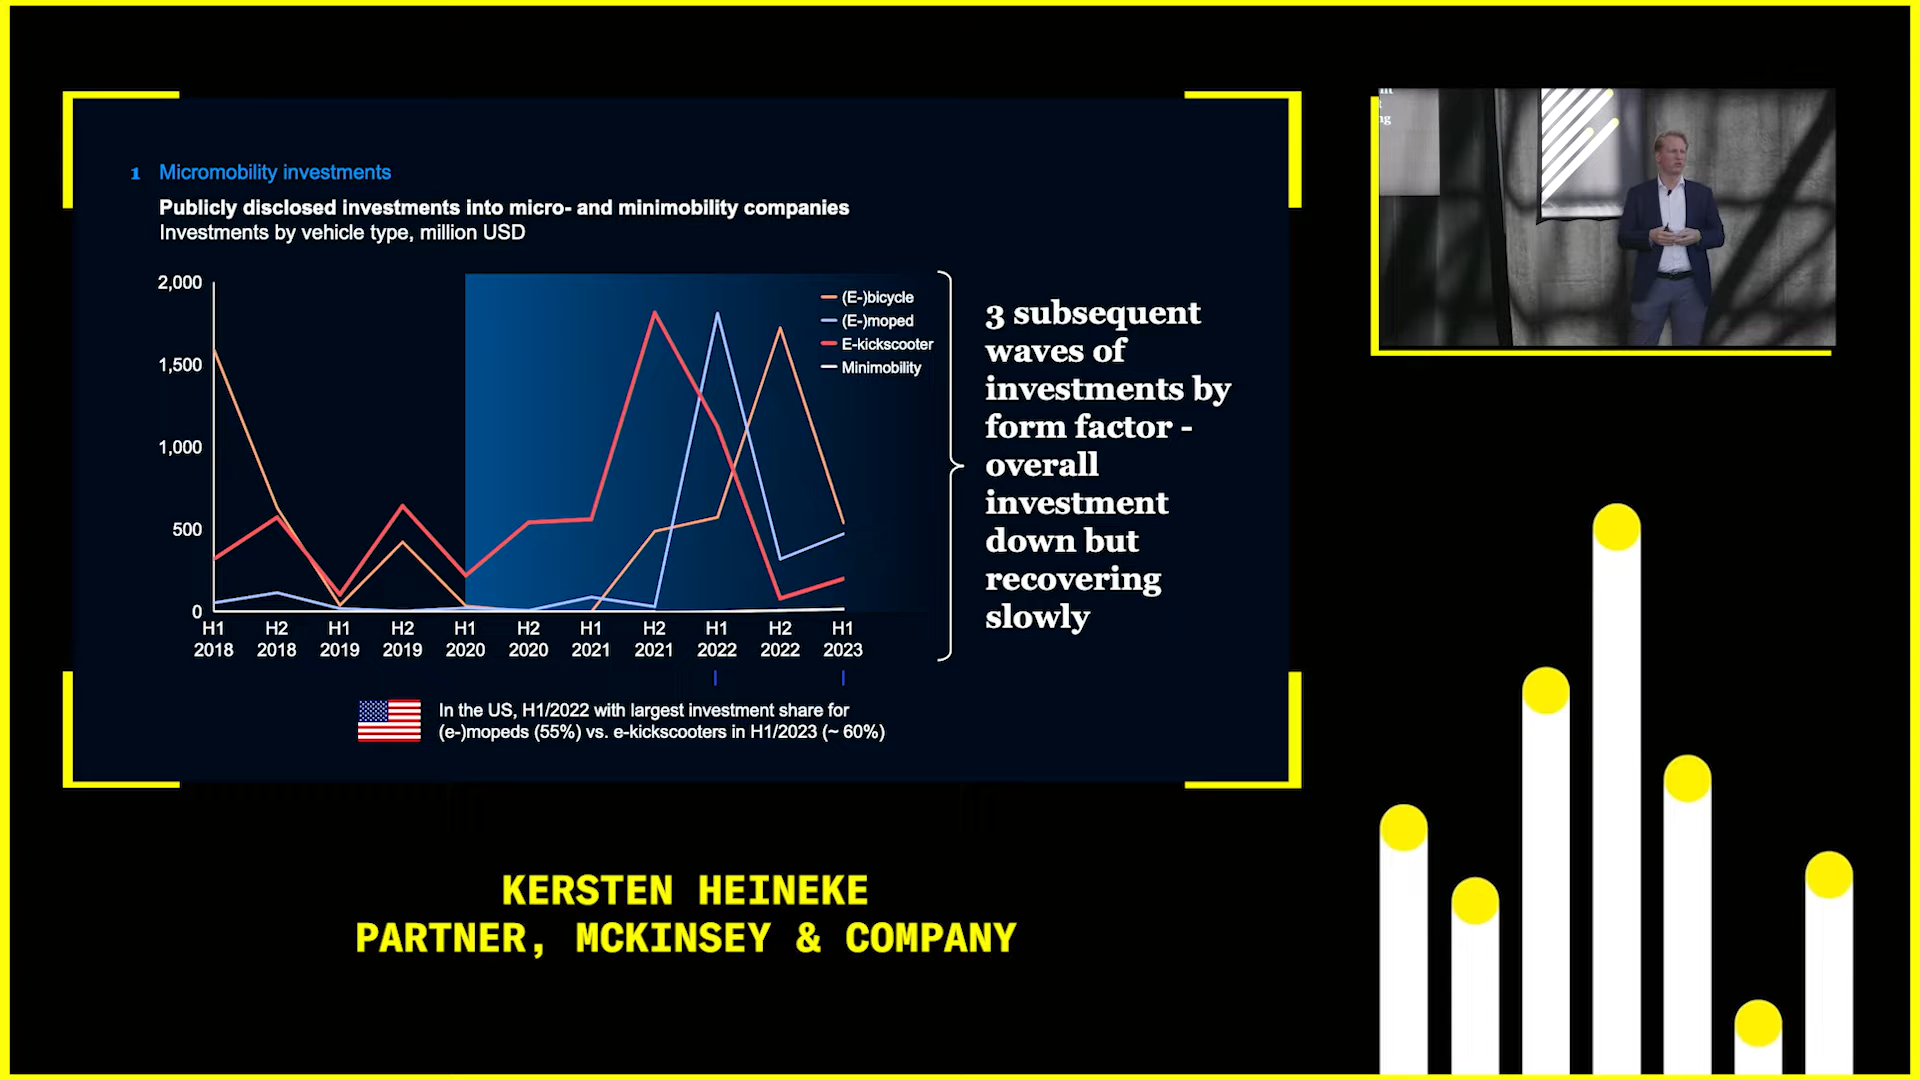 1 Micromobility investments
Publicly disclosed investments into micro- and minimobility companies
Investments by vehicle type, million USD
2,000
1,500
1,000
500
0
(E-)bicycle
(E-)moped
E-kickscooter
Minimobility
H1 H2 H1 H2 H1 H2 H1 H2 H1 H2 H1
2018 2018 2019 2019 2020 2020 2021 2021 2022 2022 2023
In the US, H1/2022 with largest investment share for
(e-)mopeds (55%) vs. e-kickscooters in H1/2023 (~ 60%)
3 subsequent
waves of
investments by
form factor -
overall
investment
down but
recovering
slowly
KERSTEN HEINEKE
PARTNER, MCKINSEY & COMPANY